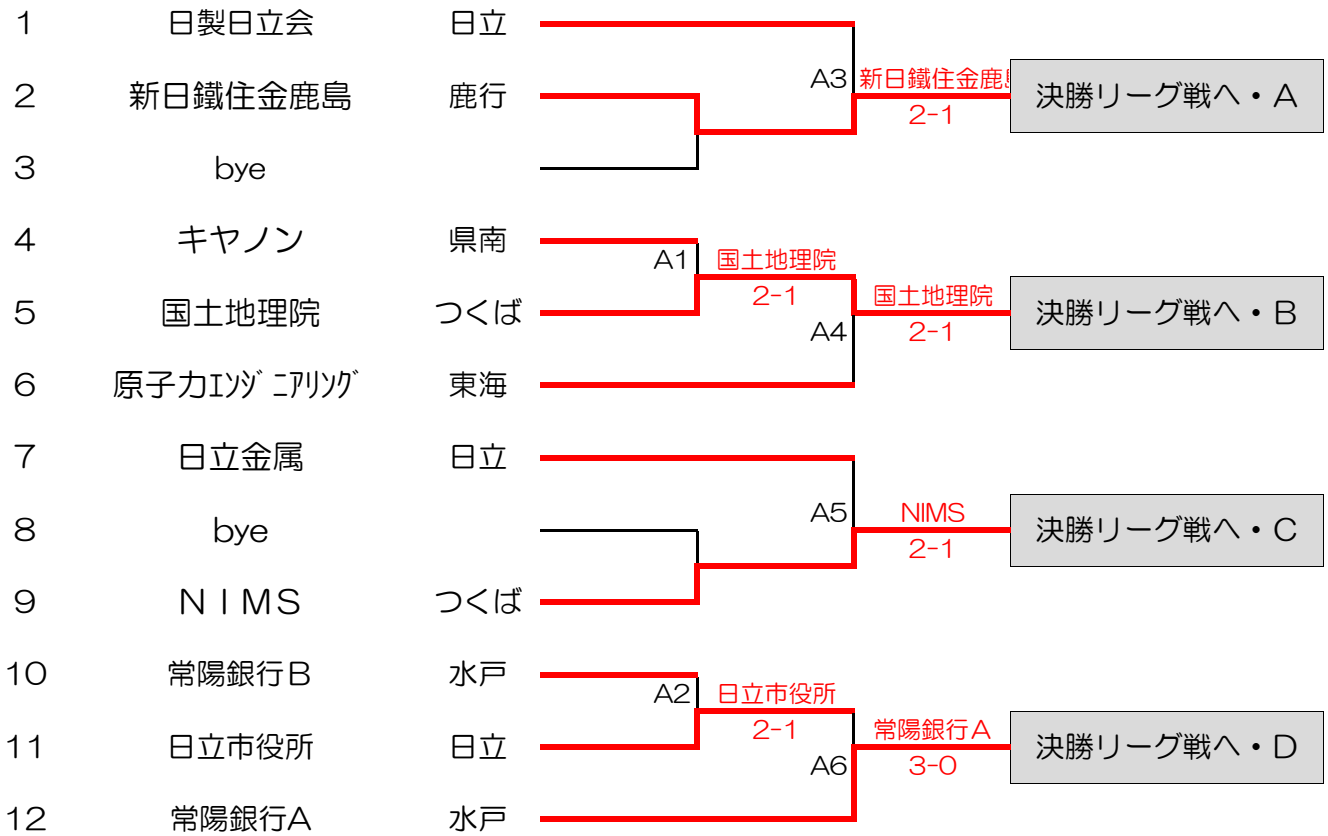 1 日製日立会 日立
A3 新日鐵住金鹿島 決勝リーグ戦へ・A
2 新日鐵住金鹿島 鹿行
2-1
3 bye
4 キヤノン 県南
A1 国土地理院
2-1 国土地理院 決勝リーグ戦へ・B
5 国土地理院 つくば
A4 2-1
6 原子力エンジニアリング 東海
7 日立金属 日立
A5 NIMS 決勝リーグ戦へ・C
8 bye
2-1
9 ＮＩＭＳ つくば
10 常陽銀行Ｂ 水戸
A2 日立市役所
2-1 常陽銀行A 決勝リーグ戦へ・D
11 日立市役所 日立
A6 3-0
12 常陽銀行A 水戸